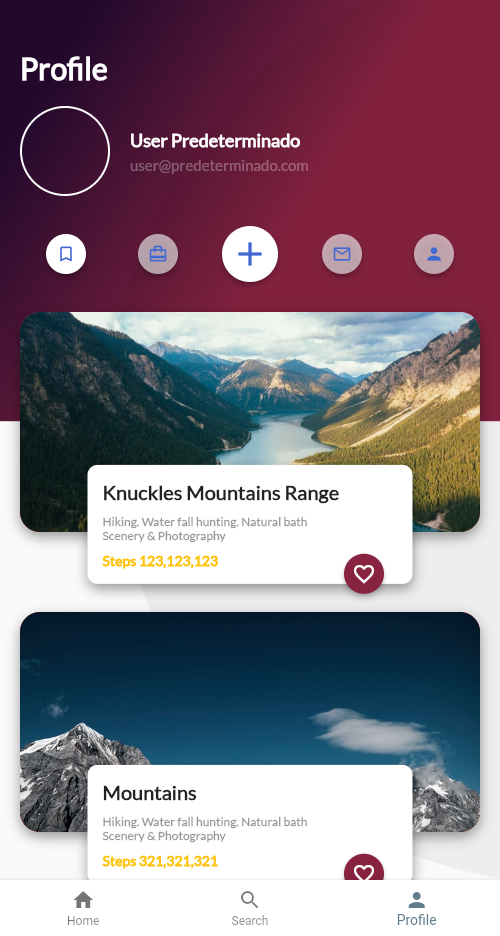 Profile
User Predeterminado
user@predeterminado.com
Knuckles Mountains Range
Hiking. Water fall hunting. Natural bath
Scenery & Photography
Steps 123,123,123
Mountains
Hiking. Water fall hunting. Natural bath
Scenery & Photography
Steps 321,321,321
Home
Search
Profile